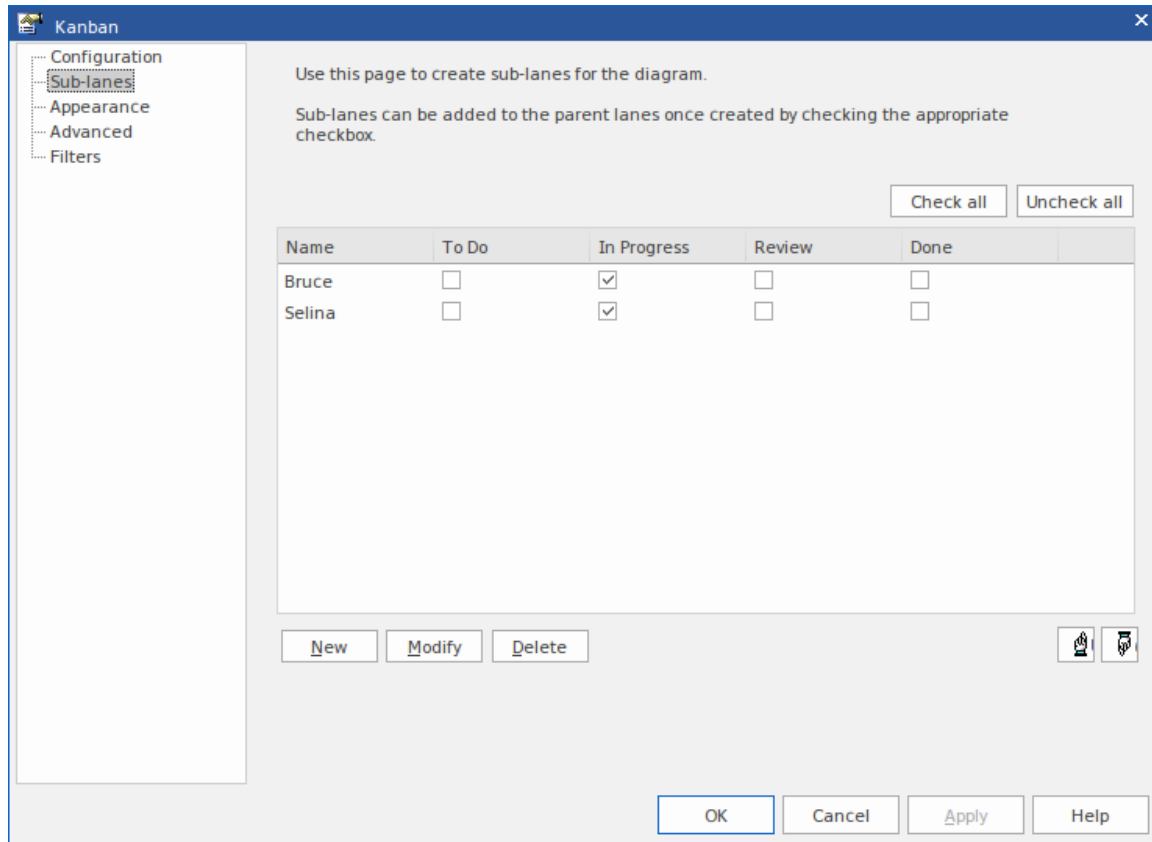 Kanban
Configuration
Sub-lanes
Appearance
Advanced
Filters
Use this page to create sub-lanes for the diagram.
Sub-lanes can be added to the parent lanes once created by checking the appropriate
checkbox.
Check all Uncheck all
Name To Do In Progress Review Done
Bruce
Selina
New Modify Delete
OK Cancel Apply Help